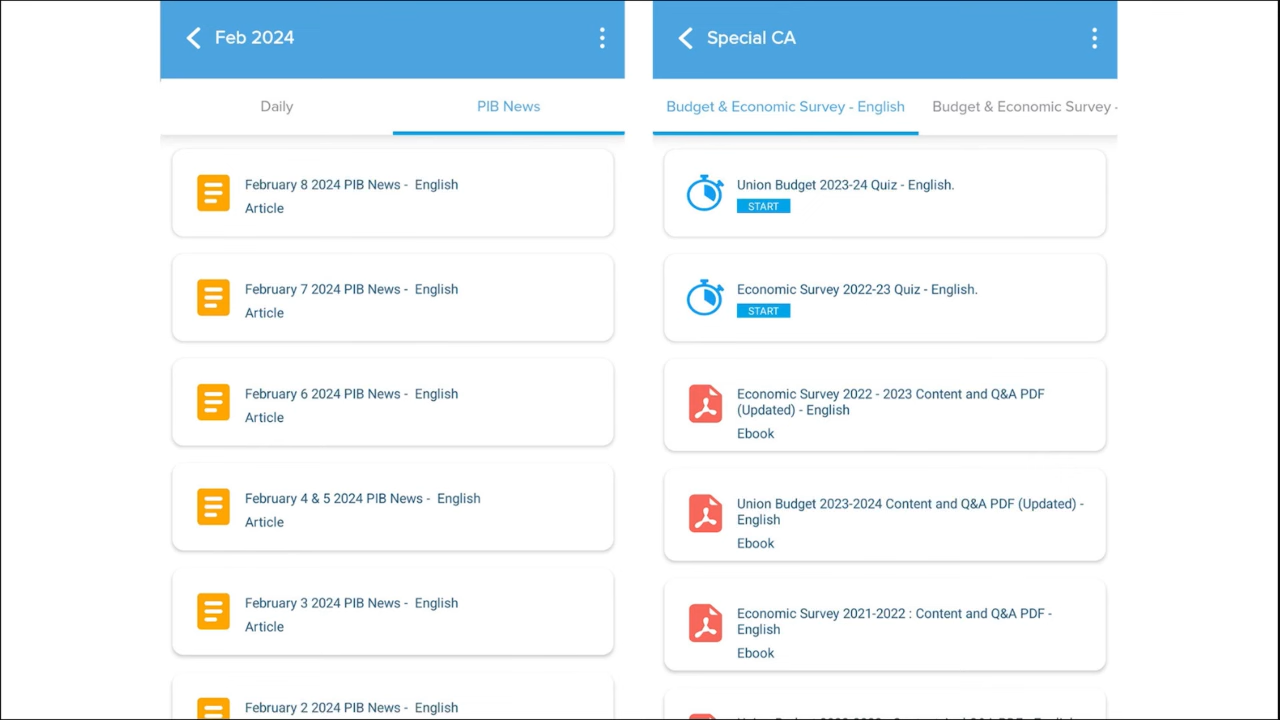 Feb 2024
Daily
PIB News
February 8 2024 PIB News - English
Article
February 7 2024 PIB News - English
Article
February 6 2024 PIB News - English
Article
February 4 & 5 2024 PIB News - English
Article
February 3 2024 PIB News - English
Article
February 2 2024 PIB News - English
Special CA
Budget & Economic Survey - English
Budget & Economic Survey -
Union Budget 2023-24 Quiz - English.
START
Economic Survey 2022-23 Quiz - English.
START
Economic Survey 2022 - 2023 Content and Q&A PDF
(Updated) - English
Ebook
Union Budget 2023-2024 Content and Q&A PDF (Updated) -
English
Ebook
Economic Survey 2021-2022 : Content and Q&A PDF -
English
Ebook